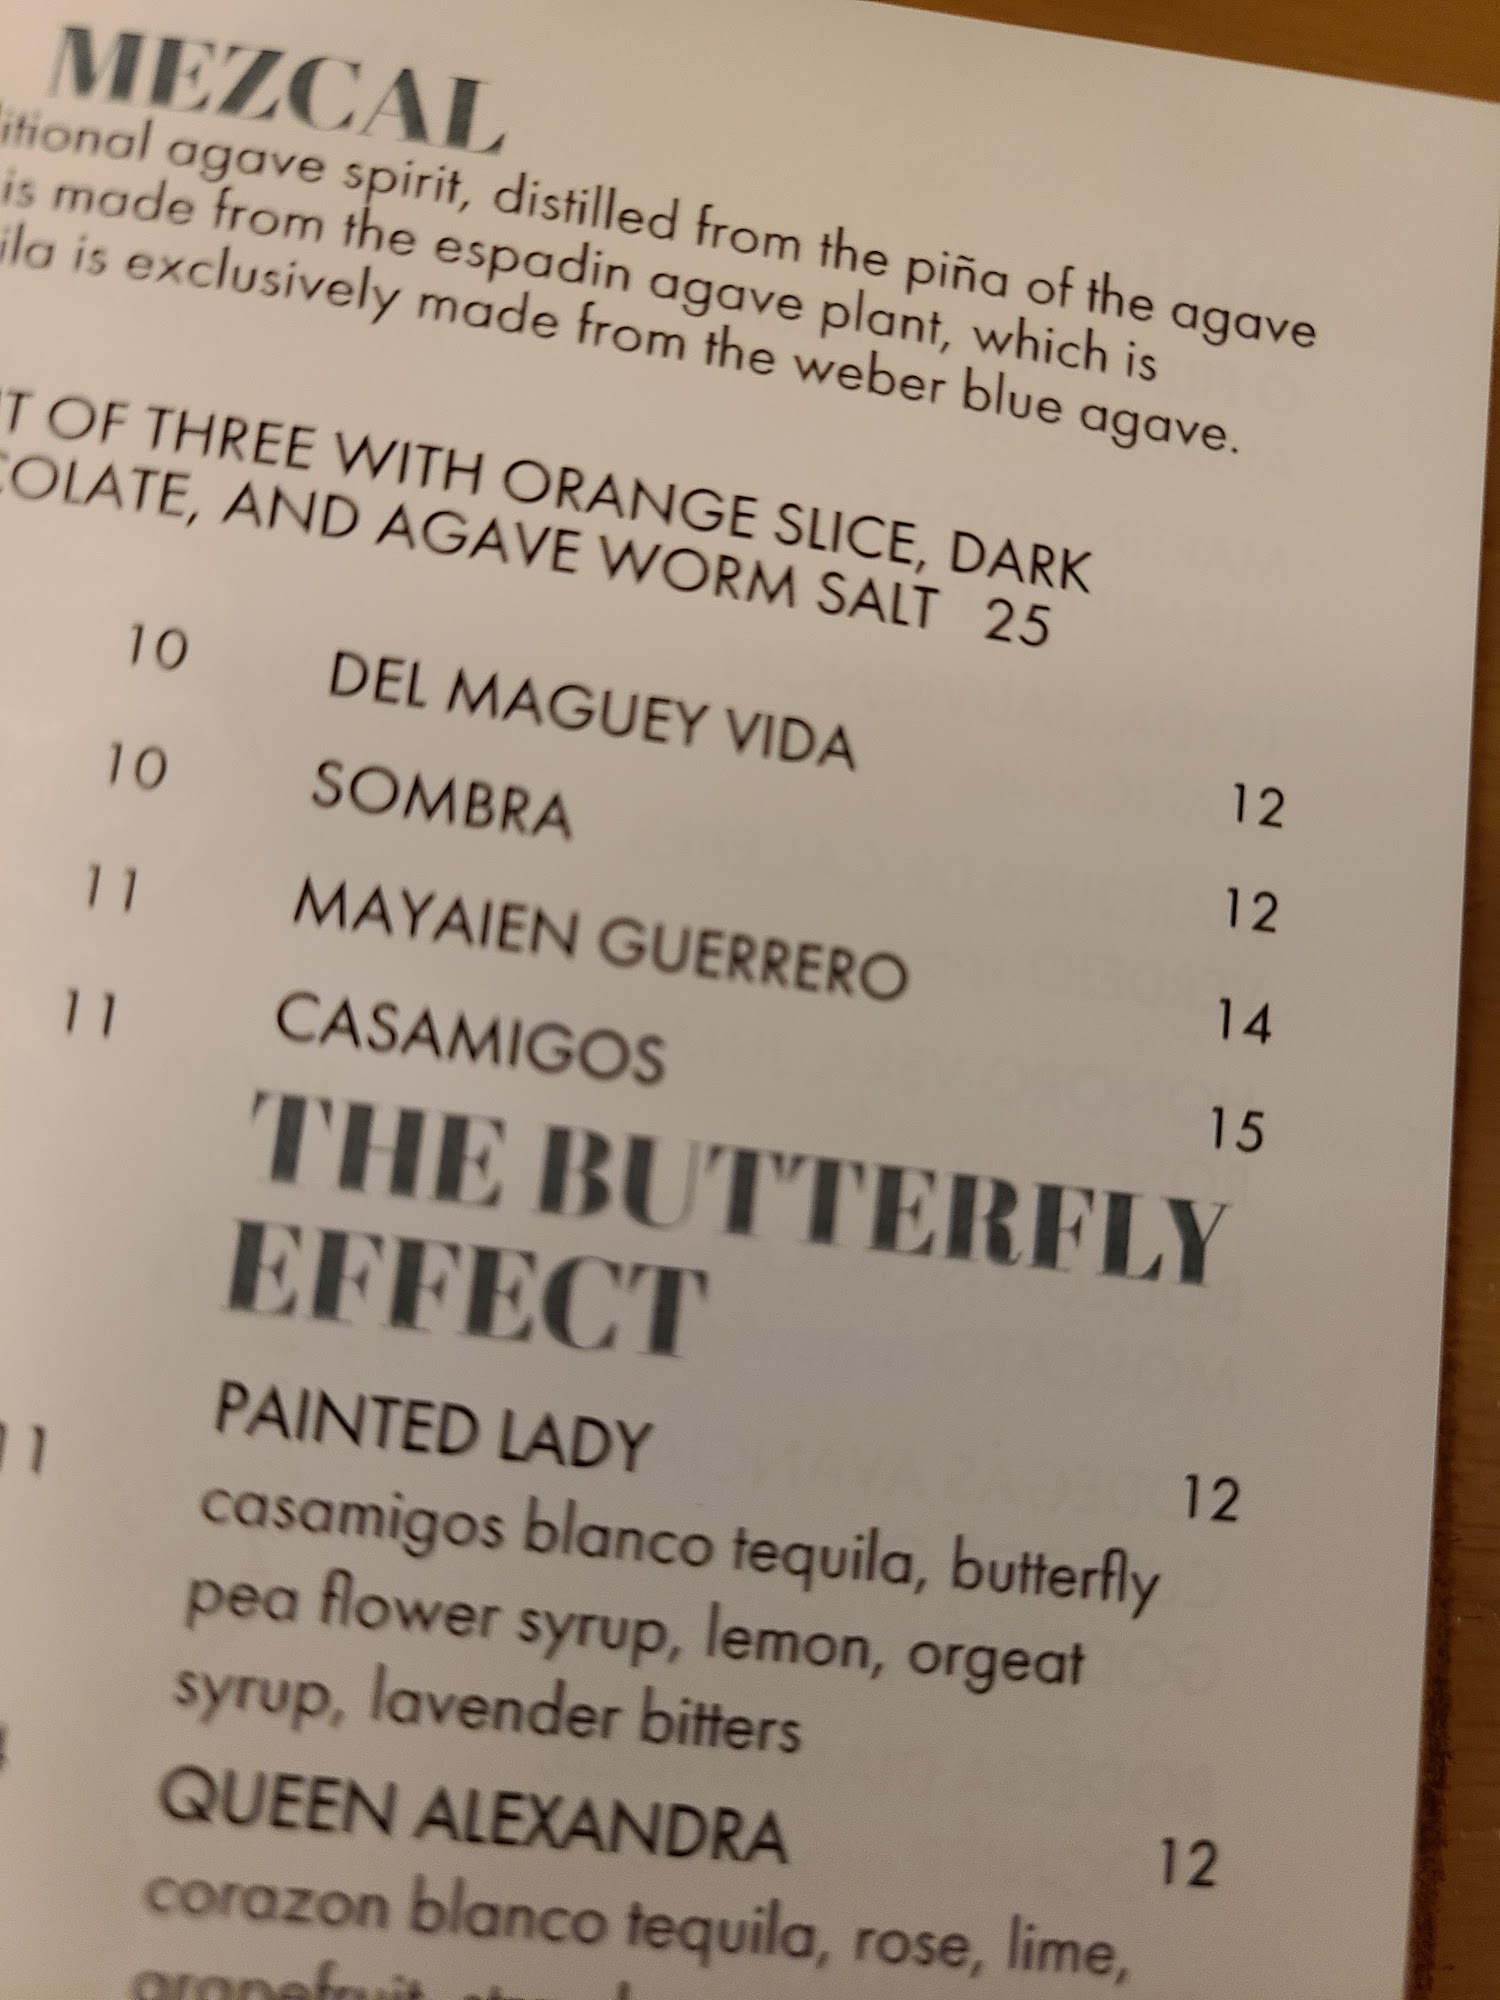 MEZCAL
itional agave spirit, distilled from the piña of the agave
is made from the espadin agave plant, which is
ila is exclusively made from the weber blue agave.
T OF THREE WITH ORANGE SLICE, DARK
COLATE, AND AGAVE WORM SALT 25
10 DEL MAGUEY VIDA 12
10 SOMBRA 12
11 MAYAIEN GUERRERO 14
11 CASAMIGOS 15
THE BUTTERFLY
EFFECT
PAINTED LADY 12
11
casamigos blanco tequila, butterfly
pea flower syrup, lemon, orgeat
syrup, lavender bitters
QUEEN ALEXANDRA 12
corazon blanco tequila, rose, lime,
grapefruit